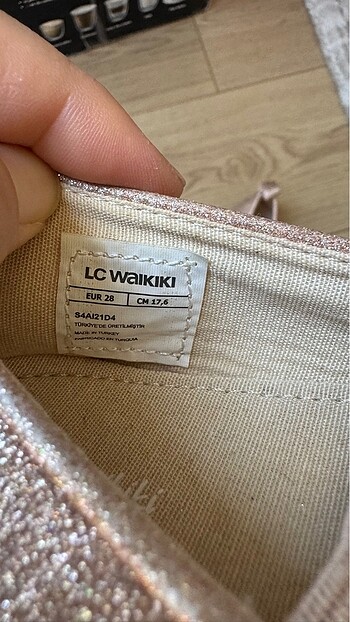 LC WAIKIKI
EUR 28 CM 17,6
S4AI21D4
TÜRKİYE'DE ÜRETİLMİŞTİR
MADE IN TURKEY
FABRICADO EN TURQUIA